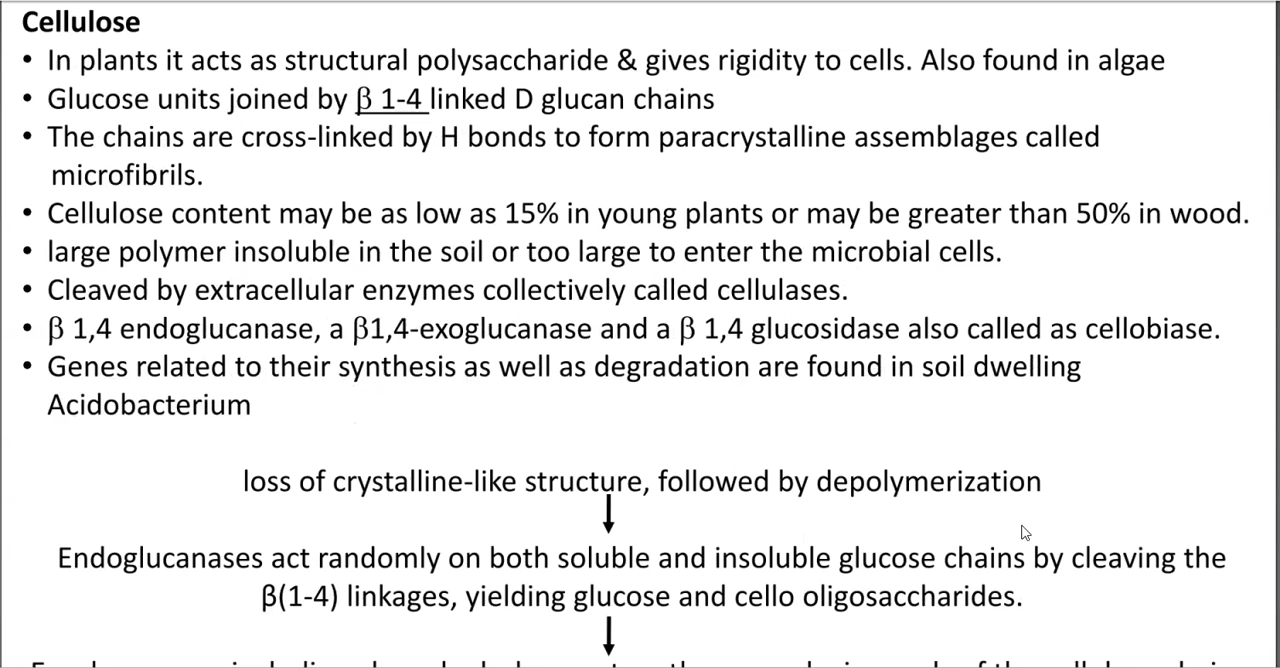 Cellulose
• In plants it acts as structural polysaccharide & gives rigidity to cells. Also found in algae
• Glucose units joined by β 1-4 linked D glucan chains
• The chains are cross-linked by H bonds to form paracrystalline assemblages called
microfibrils.
• Cellulose content may be as low as 15% in young plants or may be greater than 50% in wood.
• large polymer insoluble in the soil or too large to enter the microbial cells.
• Cleaved by extracellular enzymes collectively called cellulases.
• β 1,4 endoglucanase, a β1,4-exoglucanase and a β 1,4 glucosidase also called as cellobiase.
• Genes related to their synthesis as well as degradation are found in soil dwelling
Acidobacterium
loss of crystalline-like structure, followed by depolymerization
Endoglucanases act randomly on both soluble and insoluble glucose chains by cleaving the
β(1-4) linkages, yielding glucose and cello oligosaccharides.